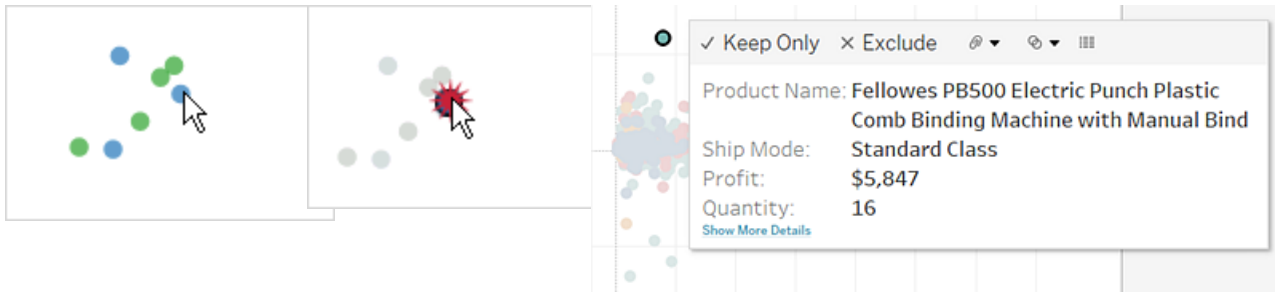 ✓ Keep Only × Exclude
Product Name: Fellowes PB500 Electric Punch Plastic
Comb Binding Machine with Manual Bind
Ship Mode: Standard Class
Profit: $5,847
Quantity: 16
Show More Details